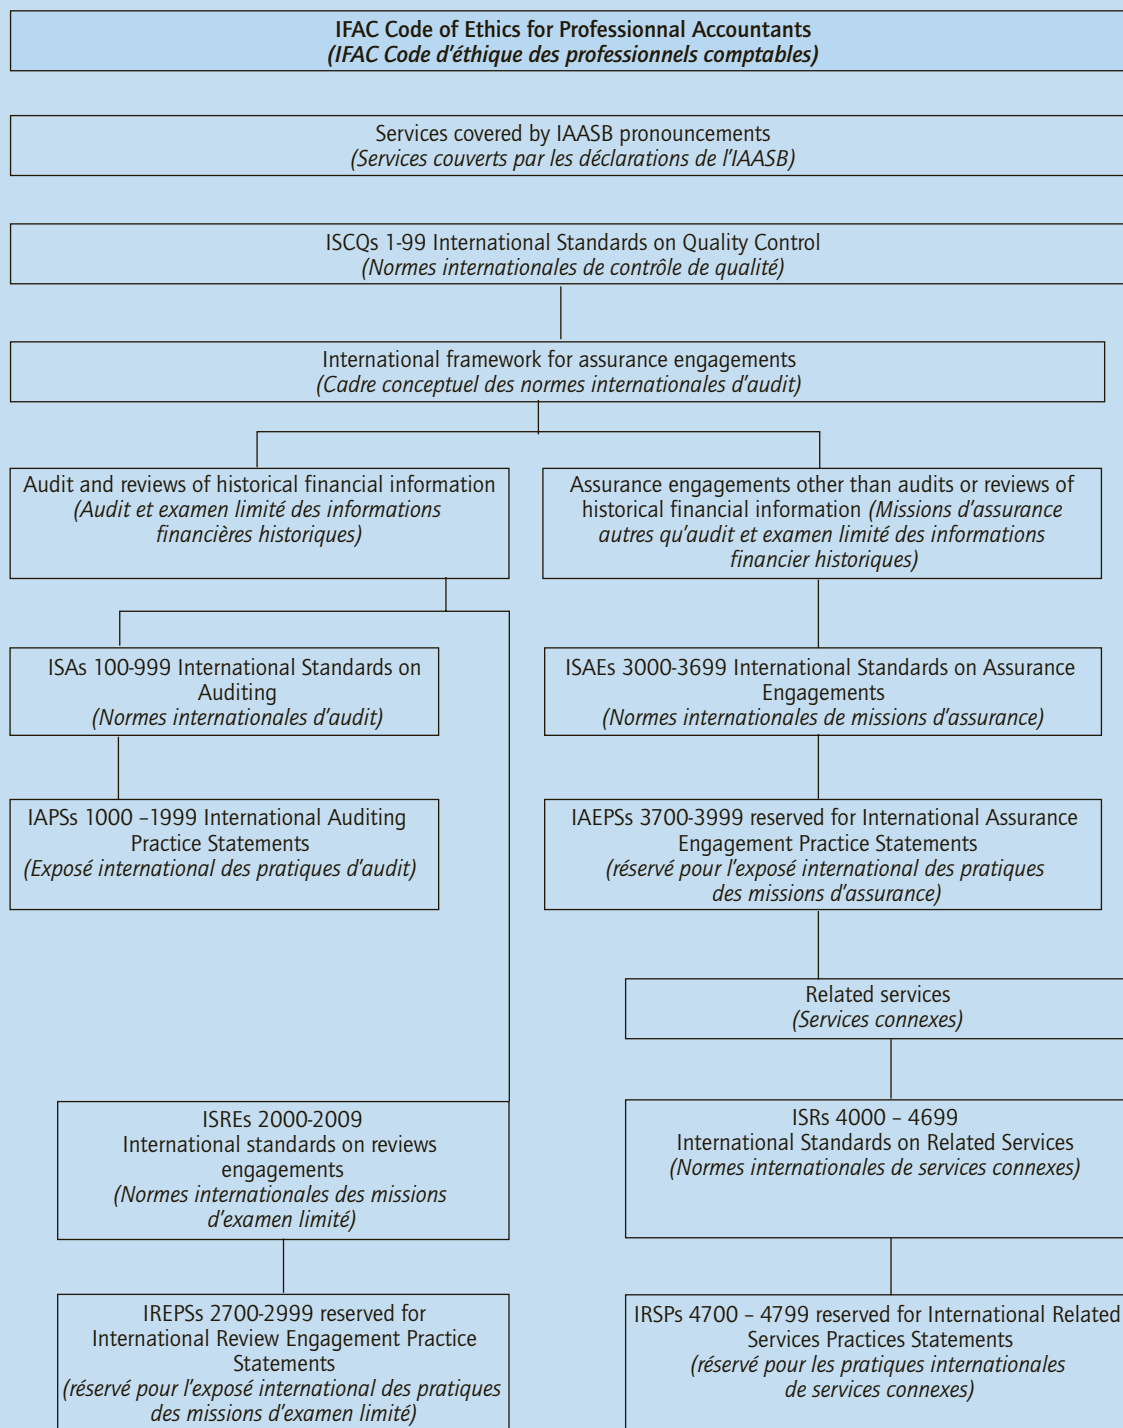 IFAC Code of Ethics for Professionnal Accountants
(IFAC Code d'éthique des professionnels comptables)
Services covered by IAASB pronouncements
(Services couverts par les déclarations de l'IAASB)
ISCQs 1-99 International Standards on Quality Control
(Normes internationales de contrôle de qualité)
International framework for assurance engagements
(Cadre conceptuel des normes internationales d'audit)
Audit and reviews of historical financial information
(Audit et examen limité des informations
financières historiques)
Assurance engagements other than audits or reviews of
historical financial information (Missions d'assurance
autres qu'audit et examen limité des informations
financier historiques)
ISAs 100-999 International Standards on
Auditing
(Normes internationales d'audit)
ISAEs 3000-3699 International Standards on Assurance
Engagements
(Normes internationales de missions d'assurance)
IAPSs 1000 –1999 International Auditing
Practice Statements
(Exposé international des pratiques d'audit)
IAEPSs 3700-3999 reserved for International Assurance
Engagement Practice Statements
(réservé pour l'exposé international des pratiques
des missions d'assurance)
Related services
(Services connexes)
ISREs 2000-2009
International standards on reviews
engagements
(Normes internationales des missions
d'examen limité)
ISRs 4000 – 4699
International Standards on Related Services
(Normes internationales de services connexes)
IREPSs 2700-2999 reserved for
International Review Engagement Practice
Statements
(réservé pour l'exposé international des pratiques
des missions d'examen limité)
IRSPs 4700 – 4799 reserved for International Related
Services Practices Statements
(réservé pour les pratiques internationales
de services connexes)